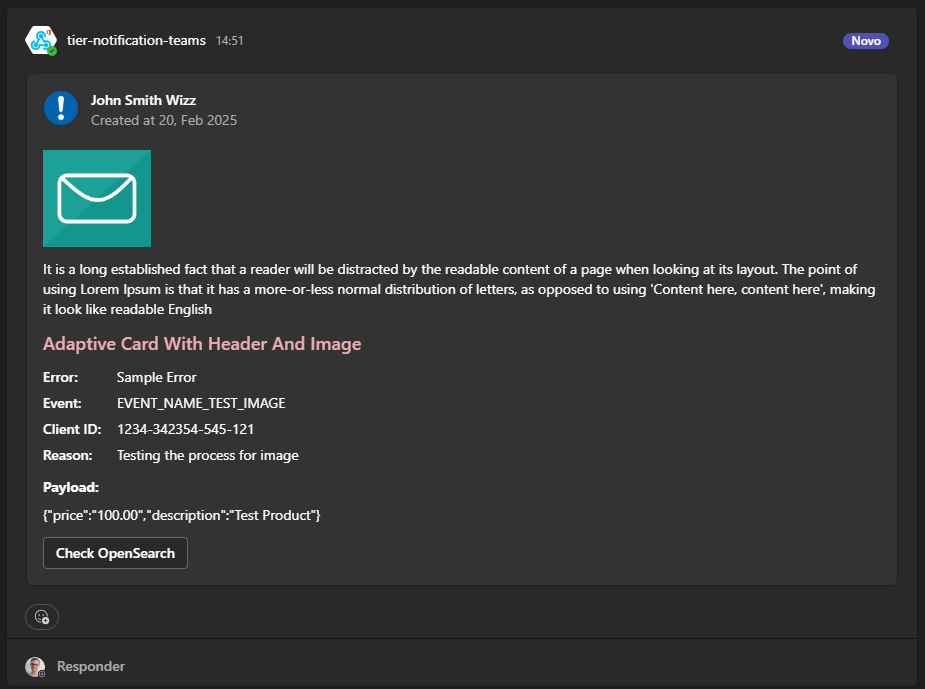 tier-notification-teams 14:51 Novo
John Smith Wizz
Created at 20, Feb 2025
It is a long established fact that a reader will be distracted by the readable content of a page when looking at its layout. The point of
using Lorem Ipsum is that it has a more-or-less normal distribution of letters, as opposed to using 'Content here, content here', making
it look like readable English
Adaptive Card With Header And Image
Error: Sample Error
Event: EVENT_NAME_TEST_IMAGE
Client ID: 1234-342354-545-121
Reason: Testing the process for image
Payload:
{"price":"100.00","description":"Test Product"}
Check OpenSearch
Responder